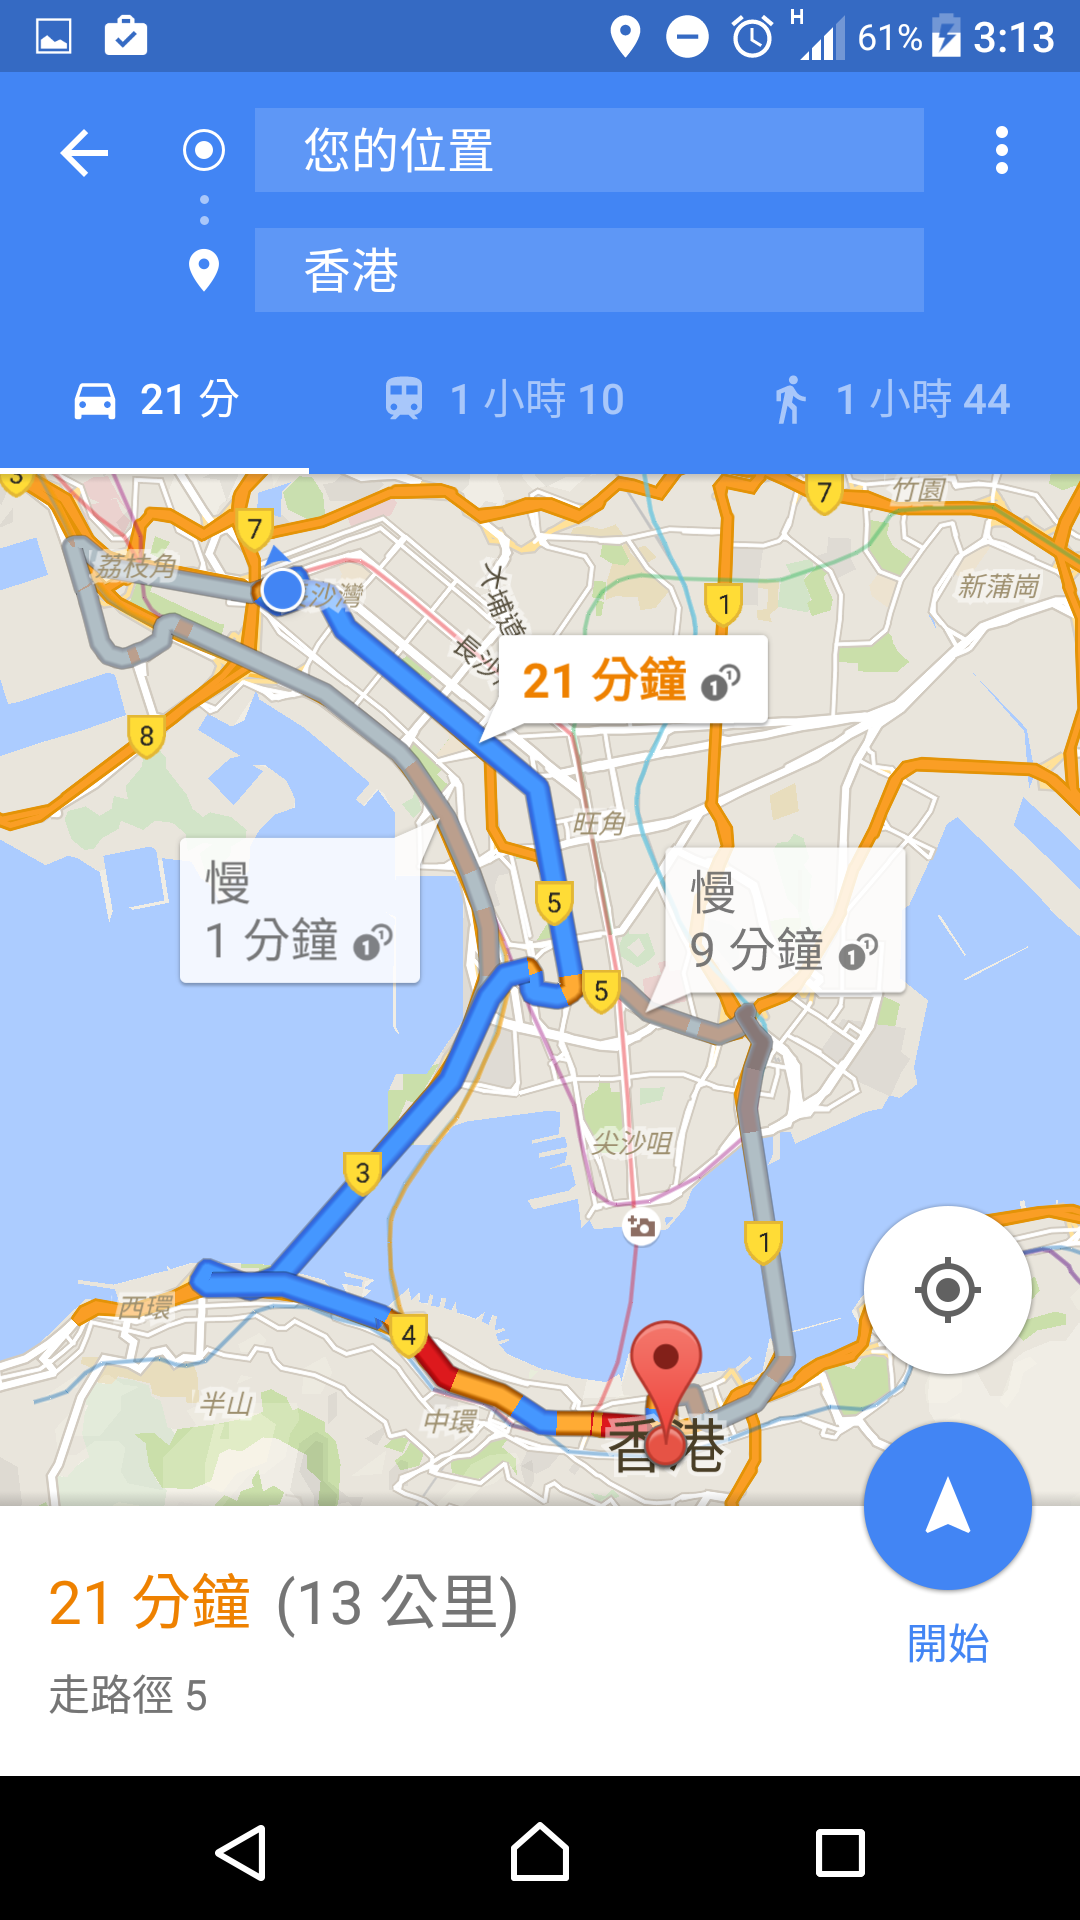 H 61% 3:13
您的位置
香港
21 分 1 小時 10 1 小時 44
3
7
7
竹園
荔枝角
沙灣
大埔道
1
新蒲崗
長沙
21 分鐘
8
旺角
慢
1 分鐘
慢
9 分鐘
5
5
尖沙咀
3
1
西環
4
半山
中環
香港
21 分鐘 (13 公里)
走路徑 5
開始